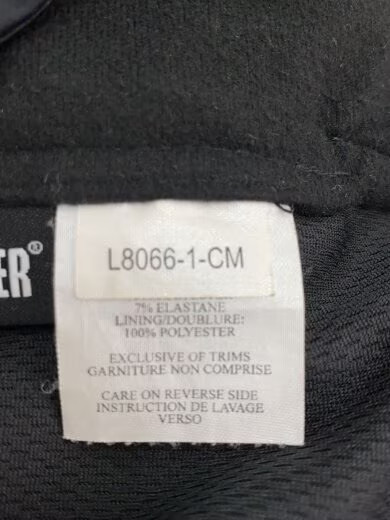 ER®
L8066-1-CM
7% ELASTANE
LINING/DOUBLURE:
100% POLYESTER
EXCLUSIVE OF TRIMS
GARNITURE NON COMPRISE
CARE ON REVERSE SIDE
INSTRUCTION DE LAVAGE
VERSO